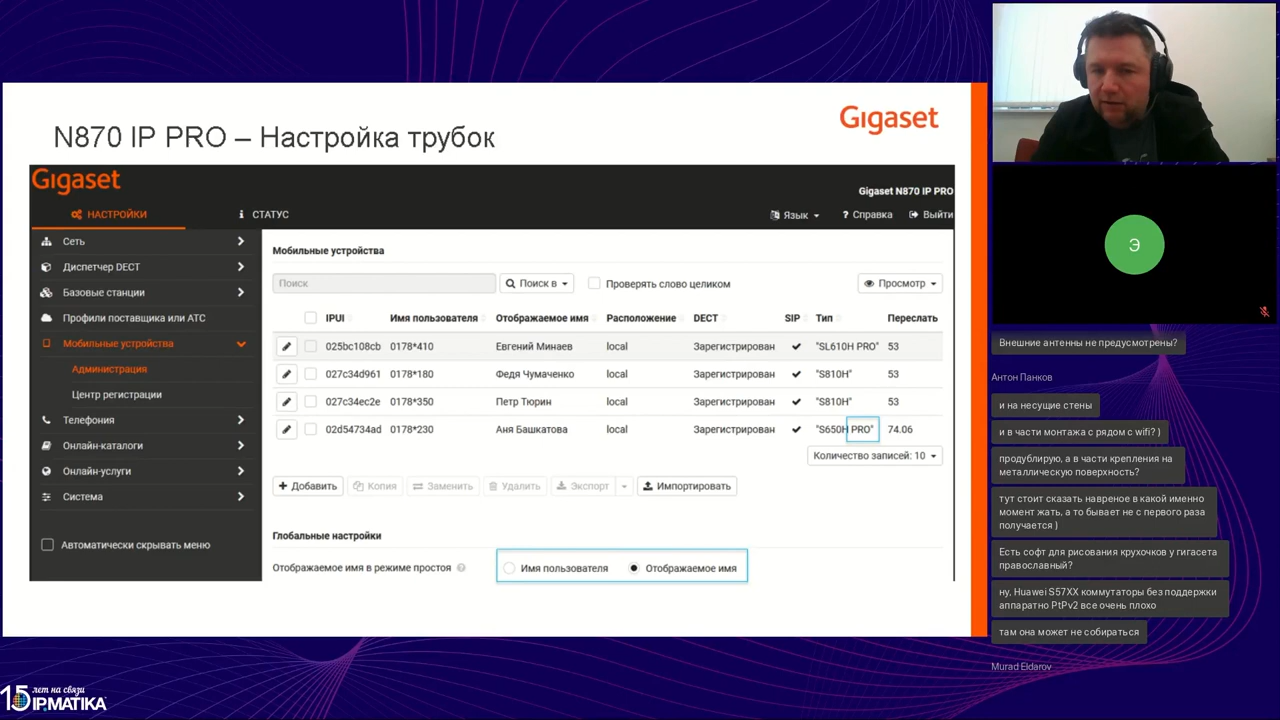 N870 IP PRO – Настройка трубок
Gigaset
Gigaset
Gigaset N870 IP PRO
НАСТРОЙКИ
СТАТУС
Язык
Справка
Выйти
Сеть
Диспетчер DECT
Базовые станции
Профили поставщика или АТС
Мобильные устройства
Администрация
Центр регистрации
Телефония
Онлайн-каталоги
Онлайн-услуги
Система
Автоматически скрывать меню
Мобильные устройства
Поиск
Поиск в
Проверять слово целиком
Просмотр
IPUI Имя пользователя Отображаемое имя Расположение DECT SIP Тип Переслать
025bc108cb 0178*410 Евгений Минаев local Зарегистрирован "SL610H PRO" 53
027c34d961 0178*180 Федя Чумаченко local Зарегистрирован "S810H" 53
027c34ec2e 0178*350 Петр Тюрин local Зарегистрирован "S810H" 53
02d54734ad 0178*230 Аня Башкатова local Зарегистрирован "S650H PRO" 74.06
Количество записей: 10
Добавить
Копия
Заменить
Удалить
Экспорт
Импортировать
Глобальные настройки
Отображаемое имя в режиме простоя
Имя пользователя
Отображаемое имя
Э
Внешние антенны не предусмотрены?
Антон Панков
и на несущие стены
и в части монтажа с рядом с wifi? )
продублирую, а в части крепления на
металлическую поверхность?
тут стоит сказать навреное в какой именно
момент жать, а то бывает не с первого раза
получается )
Есть софт для рисования крухочков у гигасета
православный?
ну, Huawei S57XX коммутаторы без поддержки
аппаратно PtPv2 все очень плохо
там она может не собираться
Murad Eldarov
15 лет на связи
IPMATIKA